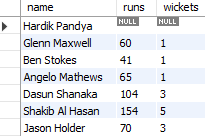 name runs wickets
Hardik Pandya NULL NULL
Glenn Maxwell 60 1
Ben Stokes 41 1
Angelo Mathews 65 1
Dasun Shanaka 104 3
Shakib Al Hasan 154 5
Jason Holder 70 3